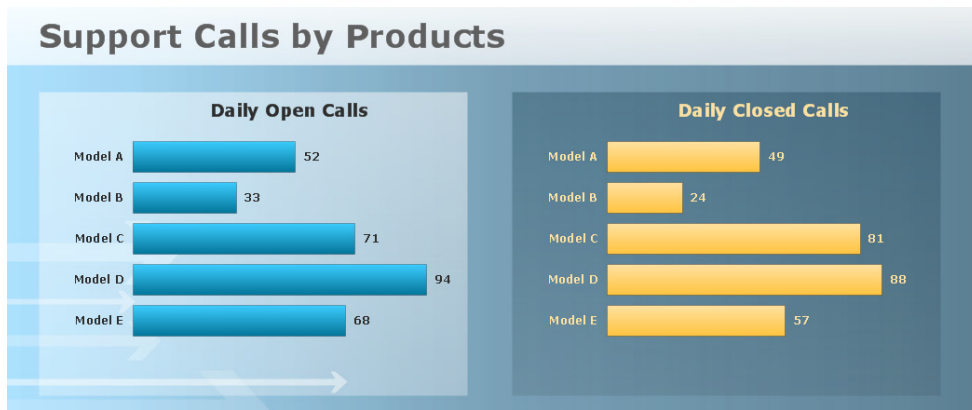 Support Calls by Products
Daily Open Calls
Model A 52
Model B 33
Model C 71
Model D 94
Model E 68
Daily Closed Calls
Model A 49
Model B 24
Model C 81
Model D 88
Model E 57